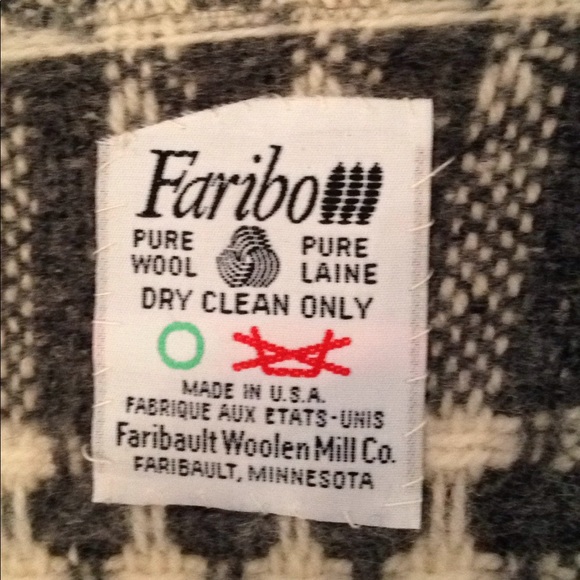 Faribo
PURE WOOL
PURE LAINE
DRY CLEAN ONLY
MADE IN U.S.A.
FABRIQUE AUX ETATS-UNIS
Faribault Woolen Mill Co.
FARIBAULT, MINNESOTA